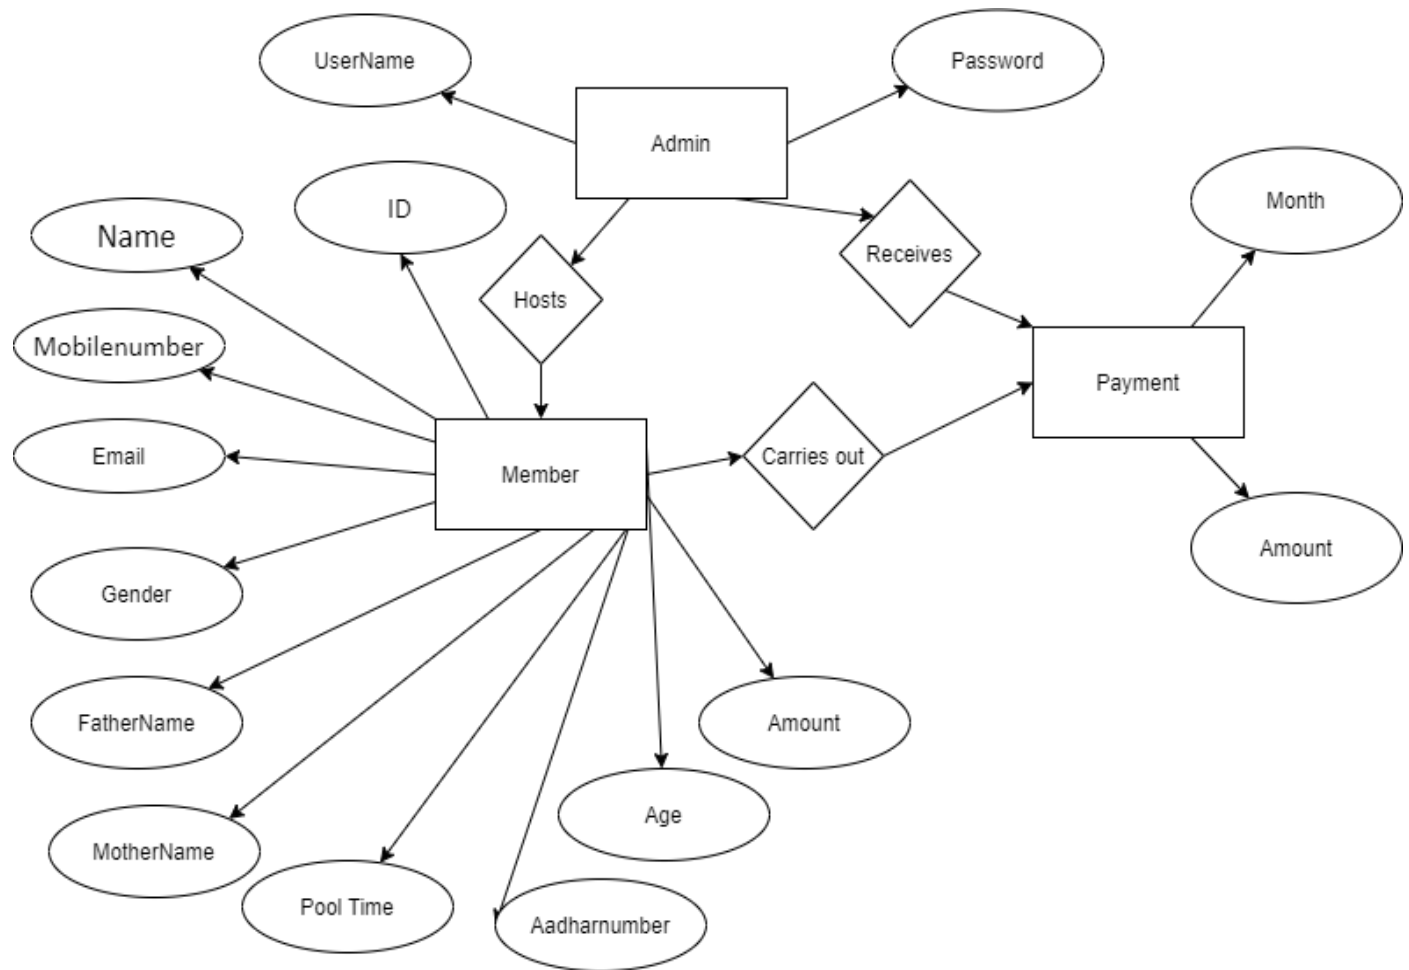 UserName
Password
Admin
ID
Month
Name
Receives
Hosts
Mobilenumber
Payment
Email
Member
Carries out
Amount
Gender
FatherName
Amount
Age
MotherName
Pool Time
Aadharnumber